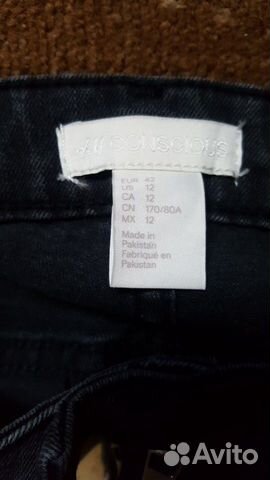 H&M CONSCIOUS
EUR 42
US 12
CA 12
CN 170/80A
MX 12
Made in
Pakistan
Fabriqué en
Pakistan
Avito